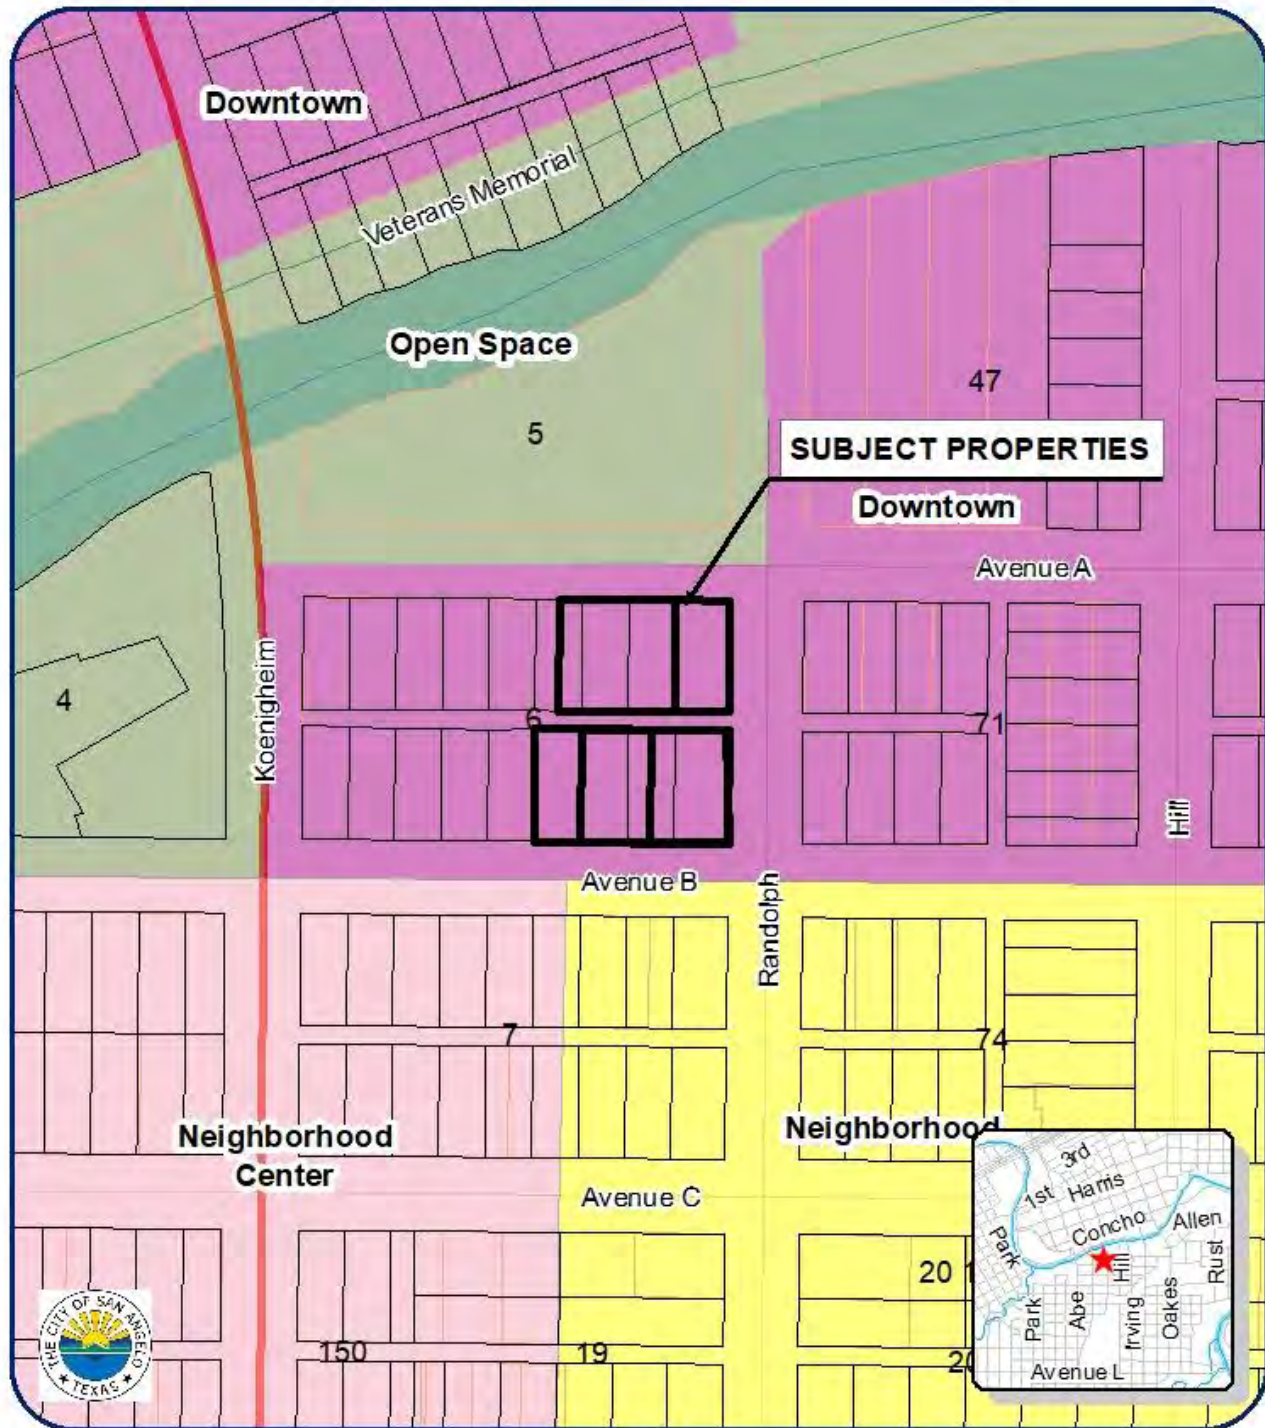 Downtown
Veterans Memorial
Open Space
47
5
SUBJECT PROPERTIES
Downtown
Avenue A
Koenigheim
4
6
71
Hill
Avenue B
Randolph
7
74
Neighborhood
Center
Neighborhood
Avenue C
20
150
19
3rd
1st
Harris
Concho
Allen
Park
Hill
Rust
Park
Abe
Irving
Oakes
Avenue L
THE CITY OF SAN ANGELO
★ TEXAS ★